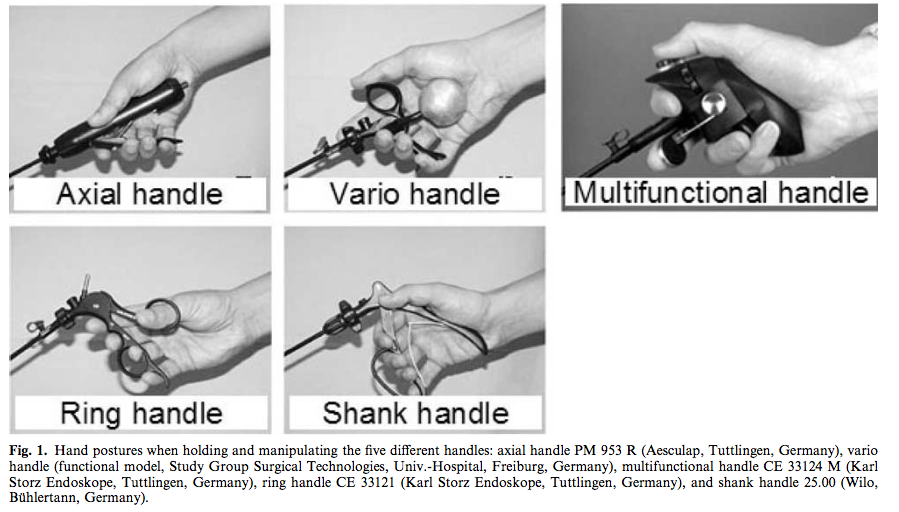 Axial handle
Vario handle
Multifunctional handle
Ring handle
Shank handle
Fig. 1. Hand postures when holding and manipulating the five different handles: axial handle PM 953 R (Aesculap, Tuttlingen, Germany), vario
handle (functional model, Study Group Surgical Technologies, Univ.-Hospital, Freiburg, Germany), multifunctional handle CE 33124 M (Karl
Storz Endoskope, Tuttlingen, Germany), ring handle CE 33121 (Karl Storz Endoskope, Tuttlingen, Germany), and shank handle 25.00 (Wilo,
Bühlertann, Germany).